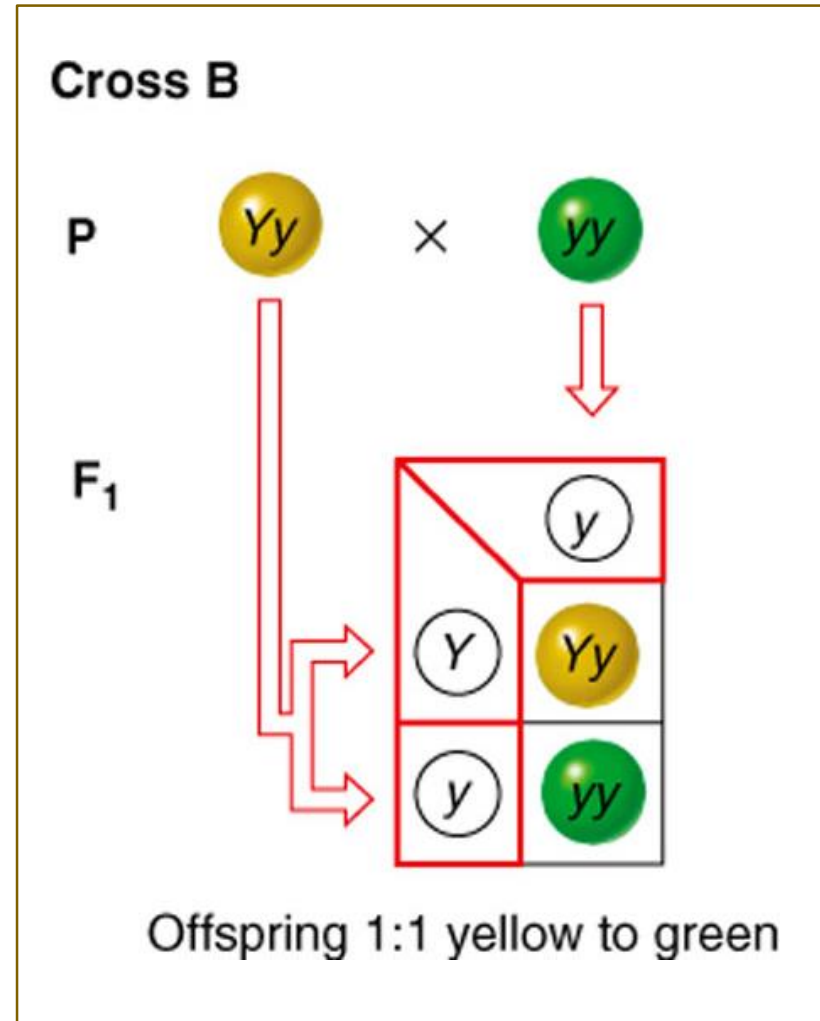 Cross B
P Yy × yy
F₁
y
Y Yy
y yy
Offspring 1:1 yellow to green